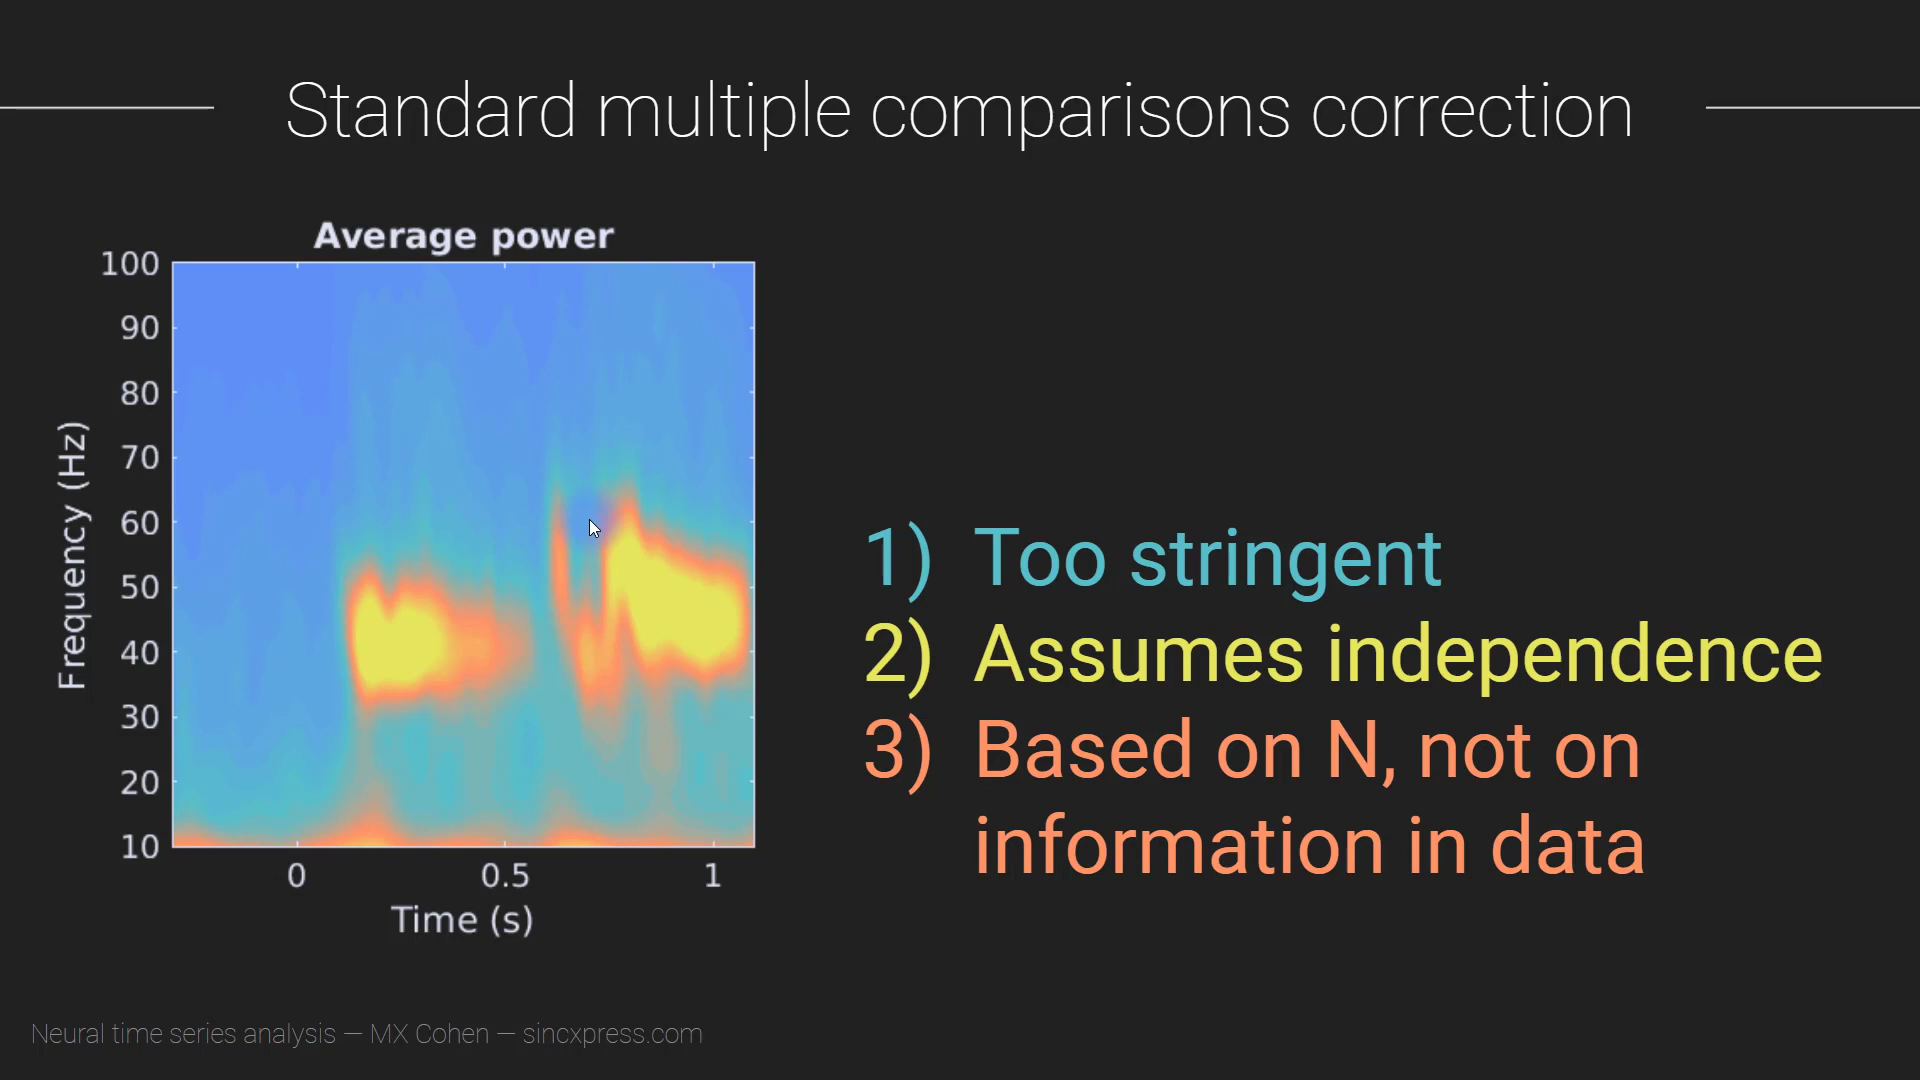 Standard multiple comparisons correction
Average power
100
90
80
70
60
50
40
30
20
10
Frequency (Hz)
0 0.5 1
Time (s)
1) Too stringent
2) Assumes independence
3) Based on N, not on
information in data
Neural time series analysis — MX Cohen — sincxpress.com